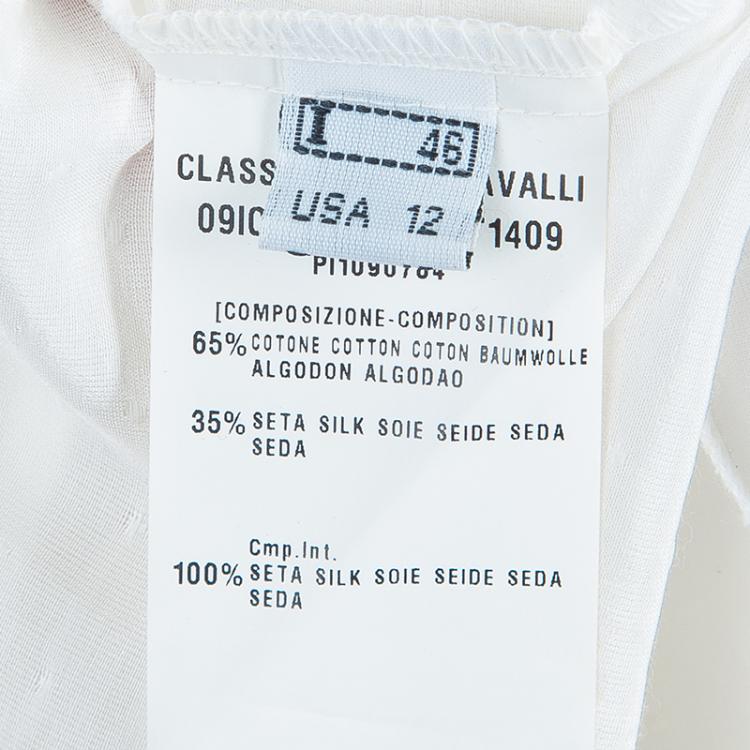 I 46
USA 12
CLASS AVALLI
09IC 1409
[COMPOSIZIONE-COMPOSITION]
65% COTONE COTTON COTON BAUMWOLLE
ALGODON ALGODAO
35% SETA SILK SOIE SEIDE SEDA
SEDA
Cmp.Int.
100% SETA SILK SOIE SEIDE SEDA
SEDA